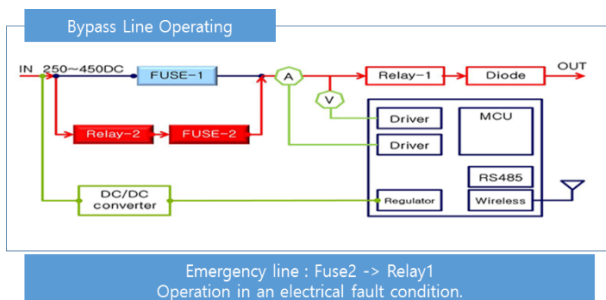 Bypass Line Operating
IN
250~450DC
FUSE-1
A
Relay-1
Diode
OUT
V
Relay-2
FUSE-2
Driver
MCU
Driver
RS485
DC/DC
converter
Regulator
Wireless
Emergency line : Fuse2 -> Relay1
Operation in an electrical fault condition.